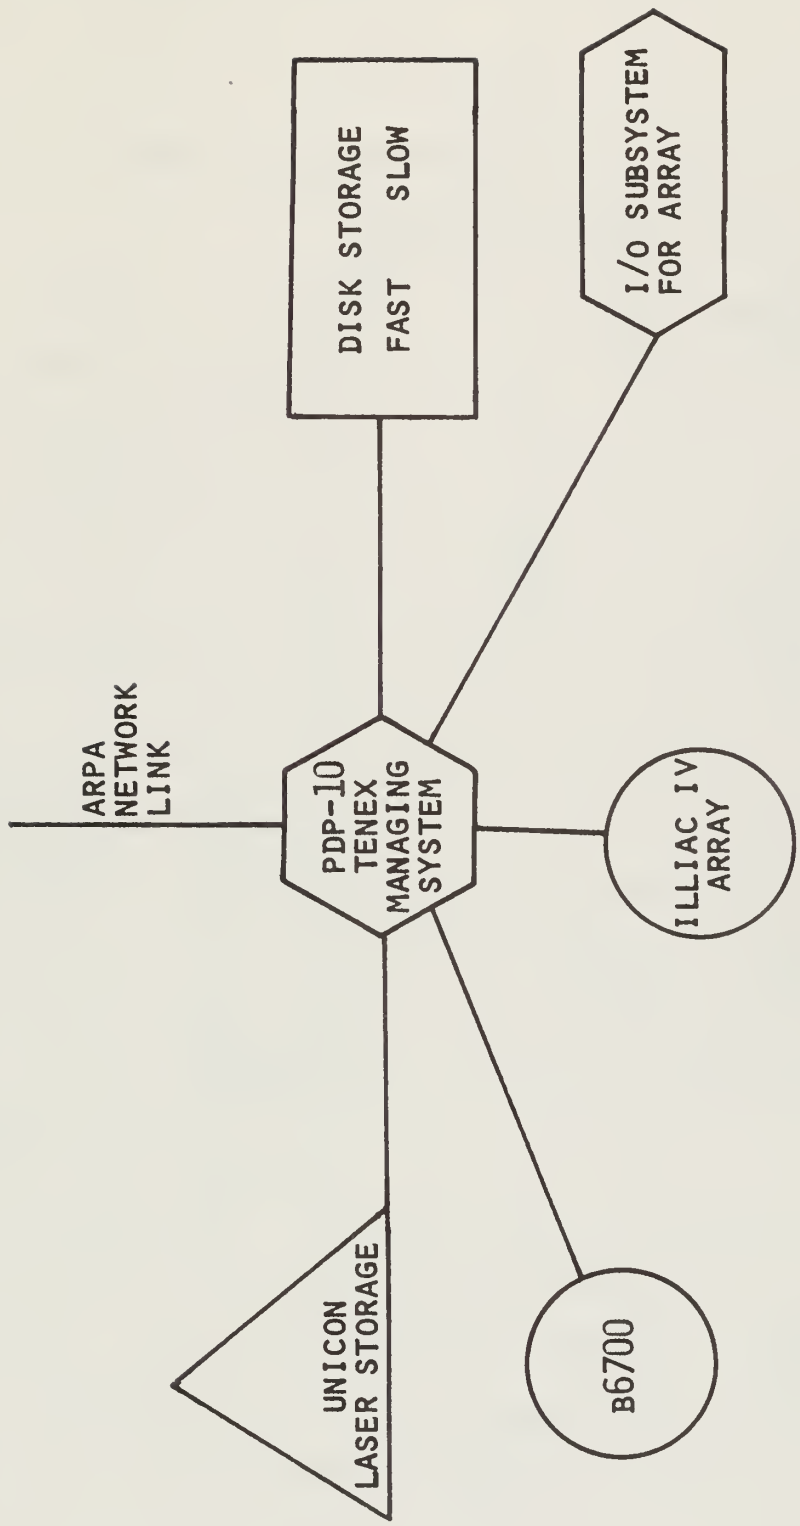 ARPA
NETWORK
LINK
UNICON
LASER STORAGE
PDP-10
TENEX
MANAGING
SYSTEM
DISK STORAGE
FAST SLOW
B6700
ILLIAC IV
ARRAY
I/O SUBSYSTEM
FOR ARRAY